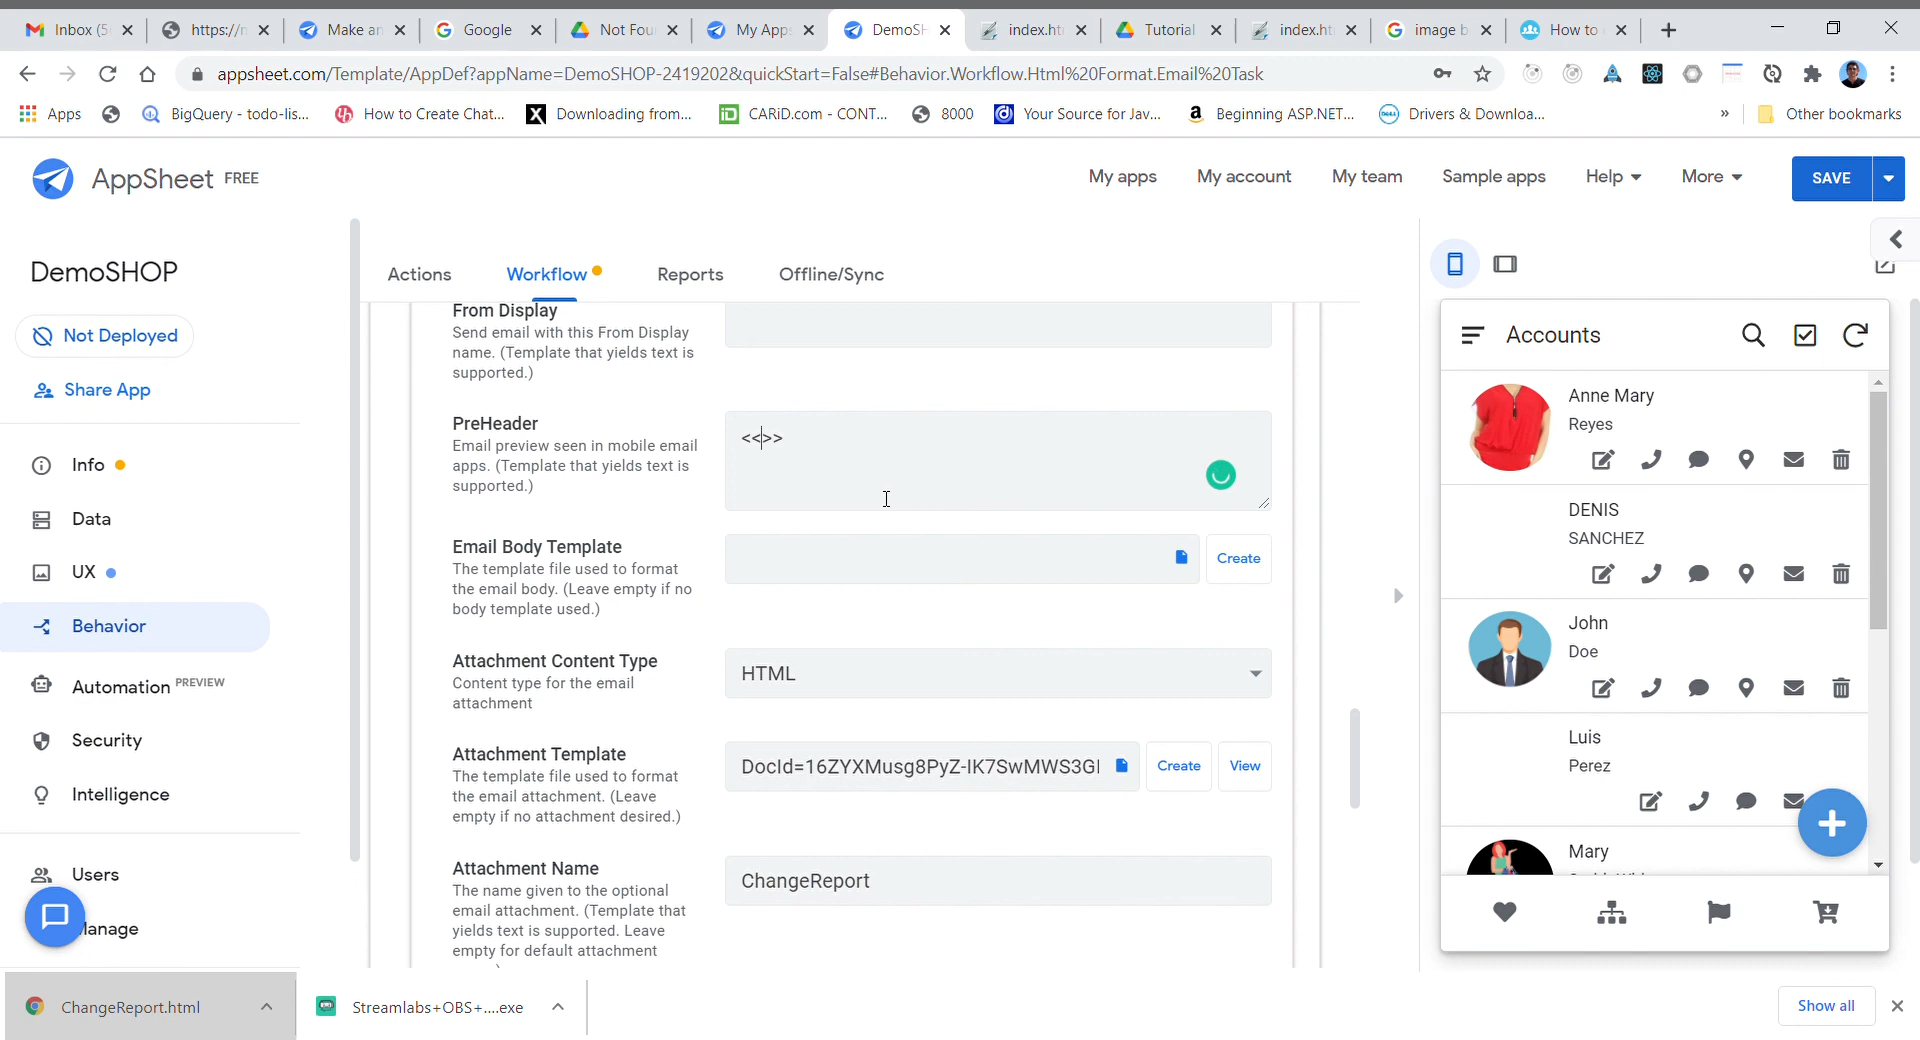 Inbox (5
https://n
Make an
Google
Not Fou
My Apps
DemoSH
index.ht
Tutorial
index.ht
image b
How to
appsheet.com/Template/AppDef?appName=DemoSHOP-2419202&quickStart=False#Behavior.Workflow.Html%20Format.Email%20Task
Apps
BigQuery - todo-lis...
How to Create Chat...
Downloading from...
CARiD.com - CONT...
8000
Your Source for Jav...
Beginning ASP.NET...
Drivers & Downloa...
»
Other bookmarks
AppSheet FREE
My apps
My account
My team
Sample apps
Help
More
SAVE
DemoSHOP
Not Deployed
Share App
Info
Data
UX
Behavior
Automation PREVIEW
Security
Intelligence
Users
Manage
Actions
Workflow
Reports
Offline/Sync
From Display
Send email with this From Display
name. (Template that yields text is
supported.)
PreHeader
Email preview seen in mobile email
apps. (Template that yields text is
supported.)
<<>>
Email Body Template
The template file used to format
the email body. (Leave empty if no
body template used.)
Create
Attachment Content Type
Content type for the email
attachment
HTML
Attachment Template
The template file used to format
the email attachment. (Leave
empty if no attachment desired.)
DocId=16ZYXMusg8PyZ-IK7SwMWS3GI
Create
View
Attachment Name
The name given to the optional
email attachment. (Template that
yields text is supported. Leave
empty for default attachment
ChangeReport
Accounts
Anne Mary
Reyes
DENIS
SANCHEZ
John
Doe
Luis
Perez
Mary
ChangeReport.html
Streamlabs+OBS+....exe
Show all